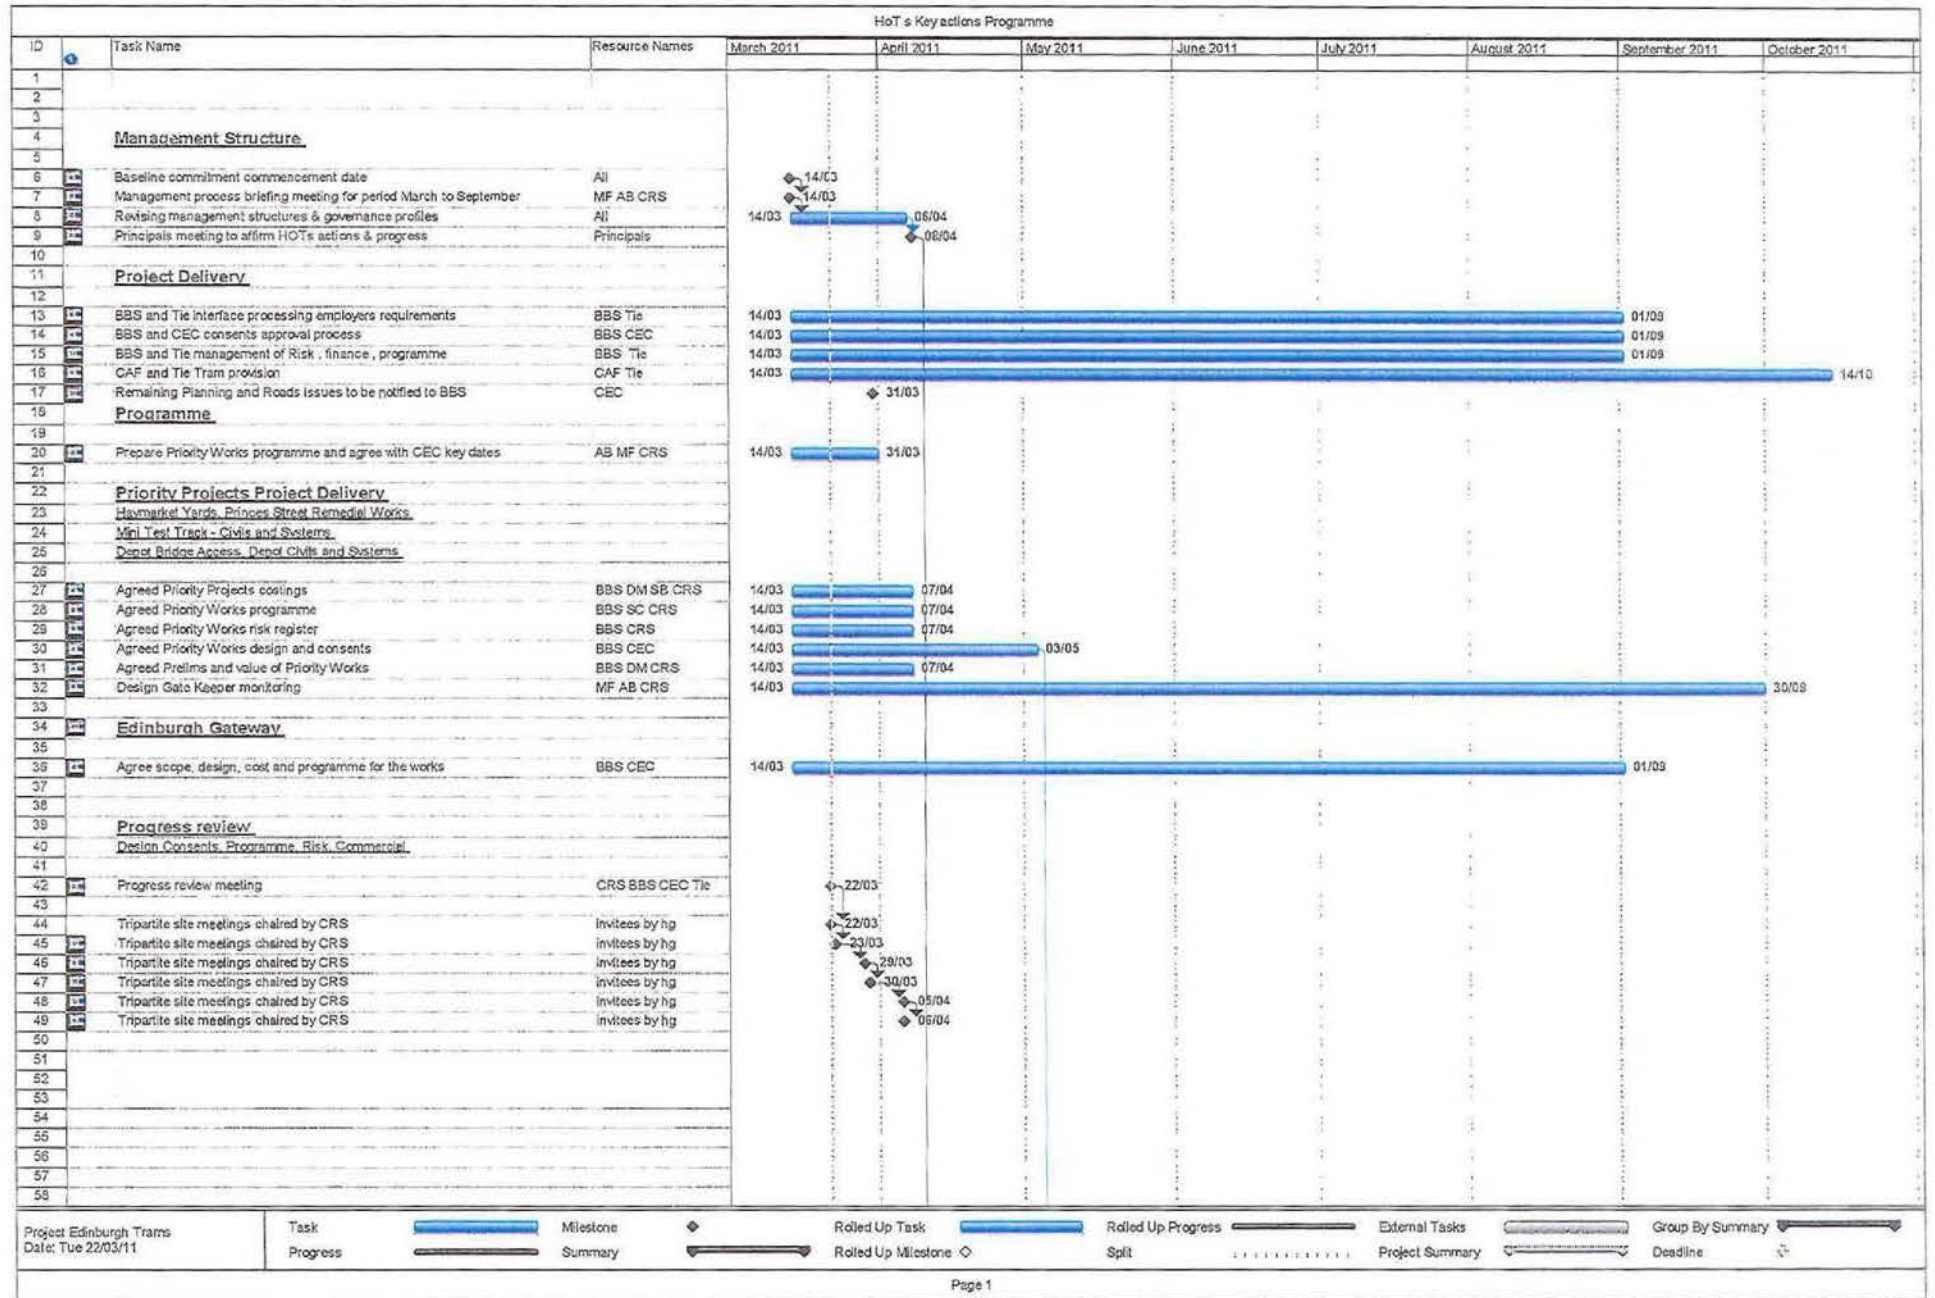 HoT s Key actions Programme
ID Task Name Resource Names March 2011 April 2011 May 2011 June 2011 July 2011 August 2011 September 2011 October 2011
1
2
3
4 Management Structure
5
6 Baseline commitment commencement date All 14/03
7 Management process briefing meeting for period March to September MF AB CRS 14/03
8 Revising management structures & governance profiles All 14/03 06/04
9 Principals meeting to affirm HOTs actions & progress Principals 08/04
10
11 Project Delivery
12
13 BBS and Tie interface processing employers requirements BBS Tie 14/03 01/09
14 BBS and CEC consents approval process BBS CEC 14/03 01/09
15 BBS and Tie management of Risk , finance , programme BBS Tie 14/03 01/09
16 CAF and Tie Tram provision CAF Tie 14/03 14/10
17 Remaining Planning and Roads issues to be notified to BBS CEC 31/03
18 Programme
19
20 Prepare Priority Works programme and agree with CEC key dates AB MF CRS 14/03 31/03
21
22 Priority Projects Project Delivery
23 Haymarket Yards, Princes Street Remedial Works
24 Mini Test Track - Civils and Systems
25 Depot Bridge Access, Depot Civils and Systems
26
27 Agreed Priority Projects costings BBS DM SB CRS 14/03 07/04
28 Agreed Priority Works programme BBS SC CRS 14/03 07/04
29 Agreed Priority Works risk register BBS CRS 14/03 07/04
30 Agreed Priority Works design and consents BBS CEC 14/03 03/05
31 Agreed Prelims and value of Priority Works BBS DM CRS 14/03 07/04
32 Design Gate Keeper monitoring MF AB CRS 14/03 30/09
33
34 Edinburgh Gateway
35
36 Agree scope, design, cost and programme for the works BBS CEC 14/03 01/09
37
38
39 Progress review
40 Design Consents, Programme, Risk, Commercial
41
42 Progress review meeting CRS BBS CEC Tie 22/03
43
44 Tripartite site meetings chaired by CRS invitees by hg 22/03
45 Tripartite site meetings chaired by CRS invitees by hg 23/03
46 Tripartite site meetings chaired by CRS invitees by hg 29/03
47 Tripartite site meetings chaired by CRS invitees by hg 30/03
48 Tripartite site meetings chaired by CRS invitees by hg 05/04
49 Tripartite site meetings chaired by CRS invitees by hg 06/04
50
51
52
53
54
55
56
57
58
Project Edinburgh Trams
Date: Tue 22/03/11
Task Milestone Rolled Up Task Rolled Up Progress External Tasks Group By Summary
Progress Summary Rolled Up Milestone Split Project Summary Deadline
Page 1